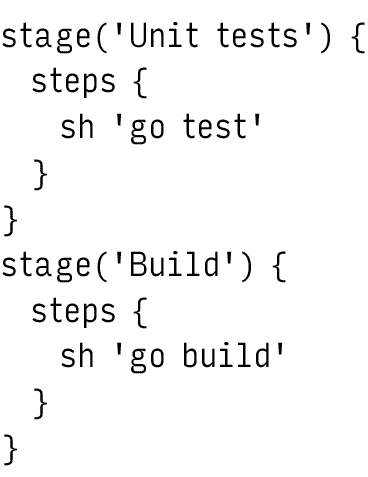 stage('Unit tests') {
  steps {
    sh 'go test'
  }
}
stage('Build') {
  steps {
    sh 'go build'
  }
}